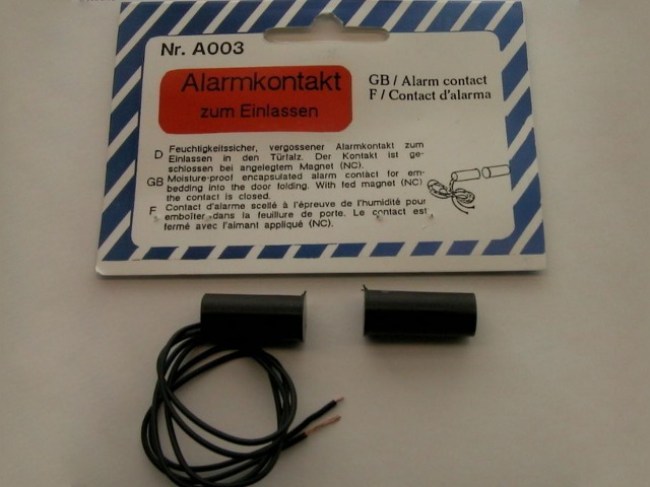 Nr. A003
Alarmkontakt
zum Einlassen
GB / Alarm contact
F / Contact d'alarma
D Feuchtigkeitssicher, vergossener Alarmkontakt zum
Einlassen in den Türfalz. Der Kontakt ist ge-
schlossen bei angelegtem Magnet (NC).
GB Moisture-proof encapsulated alarm contact for em-
bedding into the door folding. With fed magnet (NC)
the contact is closed.
F Contact d'alarme scellé à l'épreuve de l'humidité pour
emboîter dans la feuillure de porte. Le contact est
fermé avec l'aimant appliqué (NC).